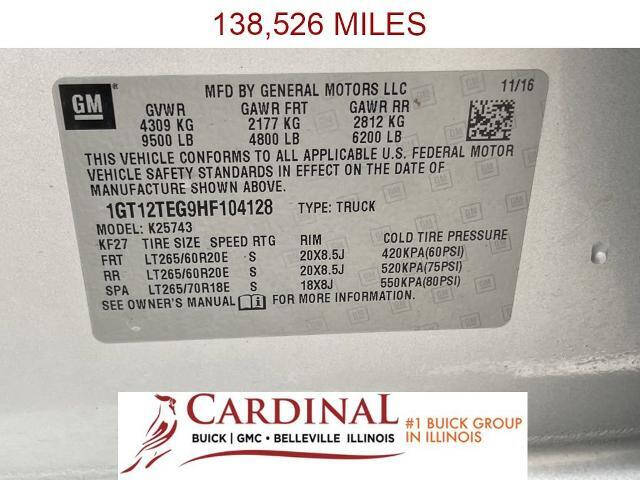 138,526 MILES
GM
MFD BY GENERAL MOTORS LLC 11/16
GVWR GAWR FRT GAWR RR
4309 KG 2177 KG 2812 KG
9500 LB 4800 LB 6200 LB
THIS VEHICLE CONFORMS TO ALL APPLICABLE U.S. FEDERAL MOTOR
VEHICLE SAFETY STANDARDS IN EFFECT ON THE DATE OF
MANUFACTURE SHOWN ABOVE.
1GT12TEG9HF104128 TYPE: TRUCK
MODEL: K25743
KF27 TIRE SIZE SPEED RTG RIM COLD TIRE PRESSURE
FRT LT265/60R20E S 20X8.5J 420KPA(60PSI)
RR LT265/60R20E S 20X8.5J 520KPA(75PSI)
SPA LT265/70R18E S 18X8J 550KPA(80PSI)
SEE OWNER'S MANUAL FOR MORE INFORMATION.
CARDINAL
BUICK | GMC • BELLEVILLE ILLINOIS
#1 BUICK GROUP
IN ILLINOIS